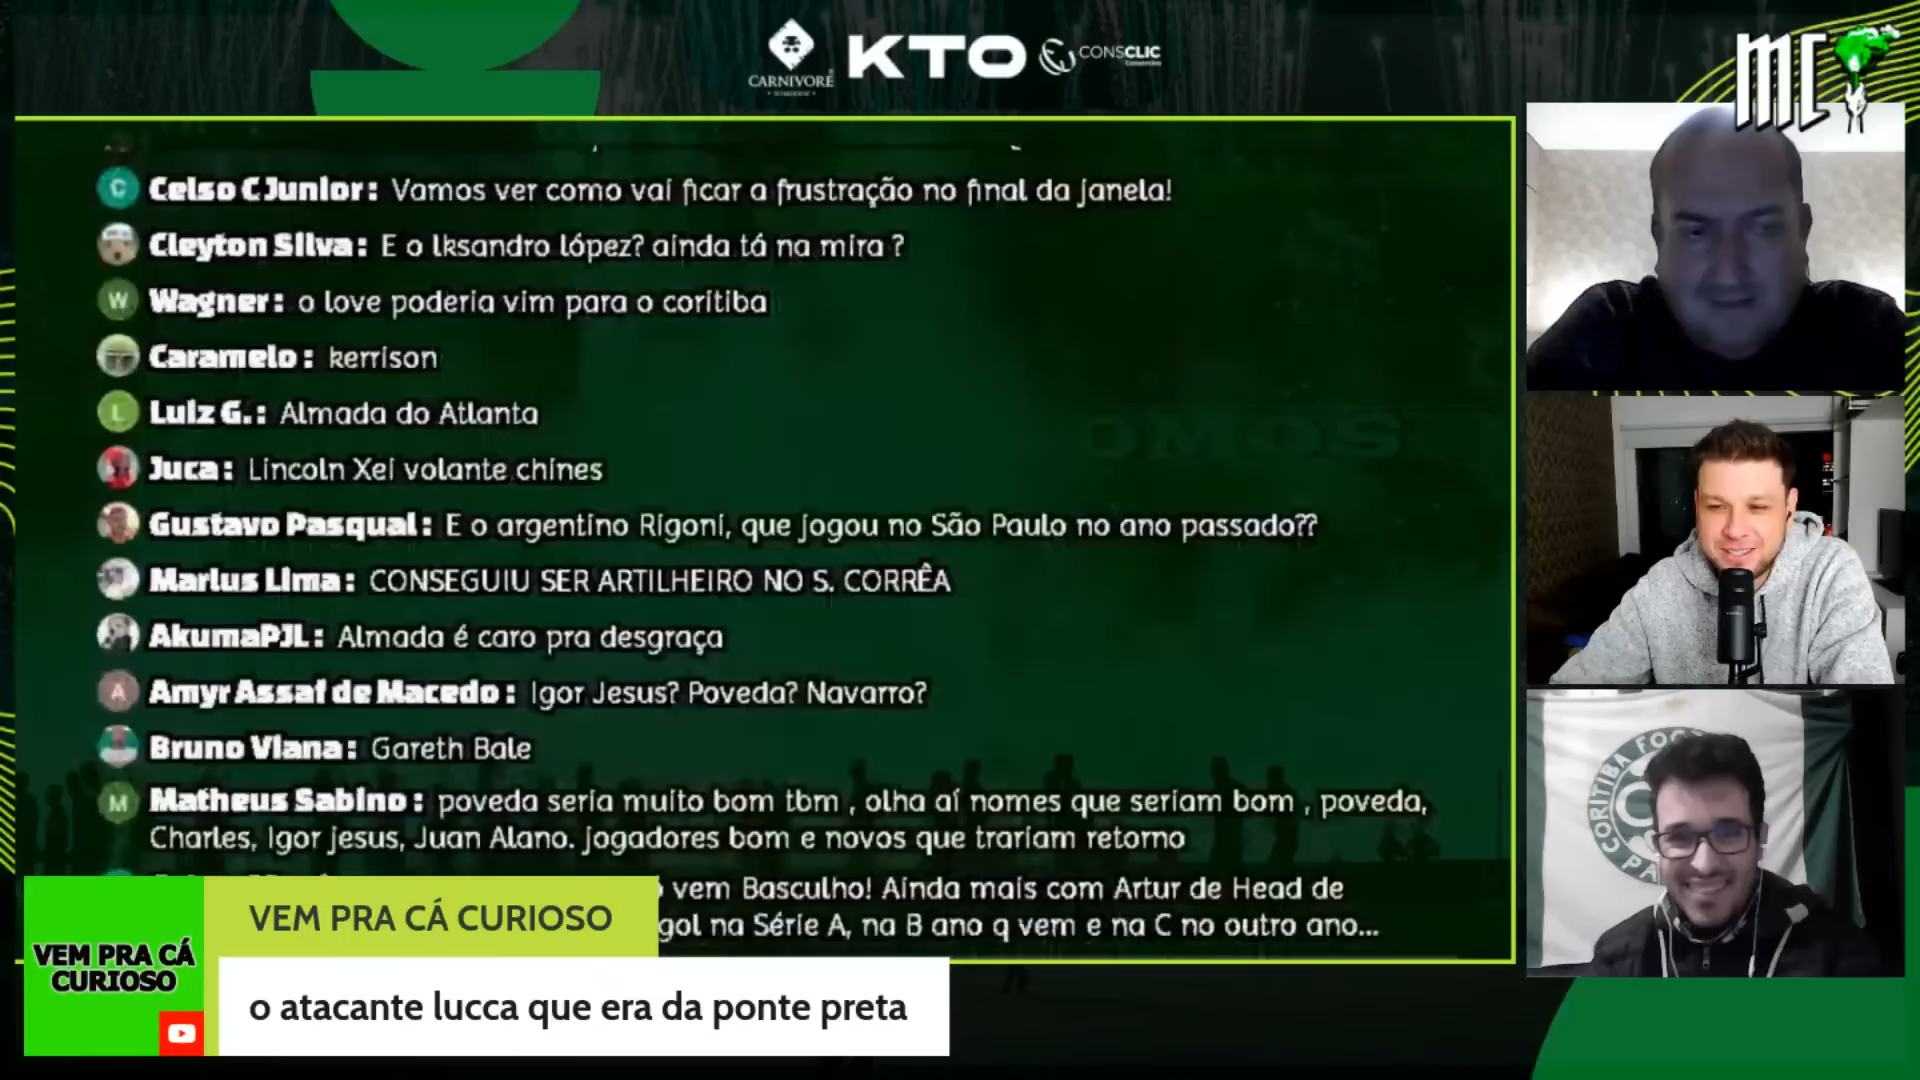 CARNIVORE
KTO
CONSCLIC
MC
Celso C Junior: Vamos ver como vai ficar a frustração no final da janela!
Cleyton Silva: E o lksandro lópez? ainda tá na mira ?
Wagner: o love poderia vim para o coritiba
Caramelo: kerrison
Luiz G.: Almada do Atlanta
Juca: Lincoln Xei volante chines
Gustavo Pasqual: E o argentino Rigoni, que jogou no São Paulo no ano passado??
Marlus Lima: CONSEGUIU SER ARTILHEIRO NO S. CORRÊA
AkumaPJL: Almada é caro pra desgraça
Amyr Assaf de Macedo: Igor Jesus? Poveda? Navarro?
Bruno Viana: Gareth Bale
Matheus Sabino: poveda seria muito bom tbm , olha aí nomes que seriam bom , poveda,
Charles, Igor jesus, Juan Alano. jogadores bom e novos que trariam retorno
vem Basculho! Ainda mais com Artur de Head de
gol na Série A, na B ano q vem e na C no outro ano...
OMOS
VEM PRA CÁ CURIOSO
VEM PRA CÁ
CURIOSO
o atacante lucca que era da ponte preta
CORITIBA FOO
PA